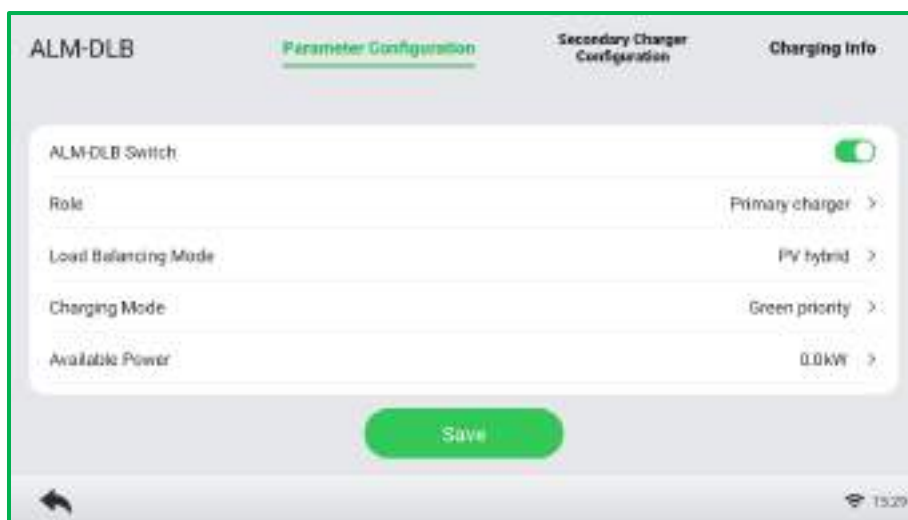 ALM-DLB
Parameter Configuration
Secondary Charger
Configuration
Charging Info
ALM-DLB Switch
Role
Primary charger >
Load Balancing Mode
PV hybrid >
Charging Mode
Green priority >
Available Power
0.0kW >
Save
15:29